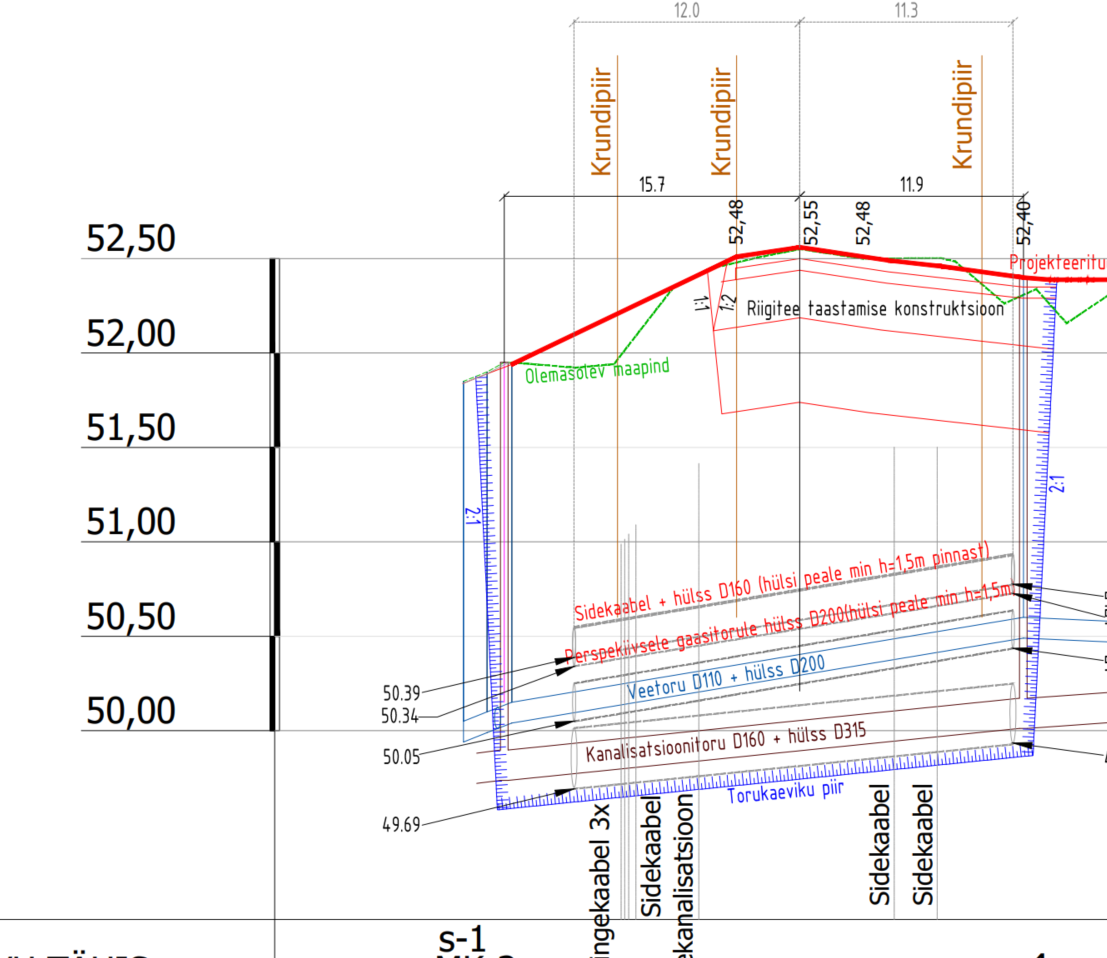 12.0
11.3
Krundipiir
Krundipiir
Krundipiir
15.7
11.9
52,48
52,55
52,48
52,40
52,50
Projekteeritu
1:1
1:2
Riigitee taastamise konstruktsioon
52,00
Olemasolev maapind
51,50
2:1
2:1
51,00
Sidekaabel + hülss D160 (hülsi peale min h=1,5m pinnast)
50,50
Perspekiivsele gaasitorule hülss D200(hülsi peale min h=1,5m
Veetoru D110 + hülss D200
50.39
50.34
50,00
Kanalisatsioonitoru D160 + hülss D315
50.05
Torukaeviku piir
49.69
ingekaabel 3x
Sidekaabel
ekanalisatsioon
Sidekaabel
Sidekaabel
s-1